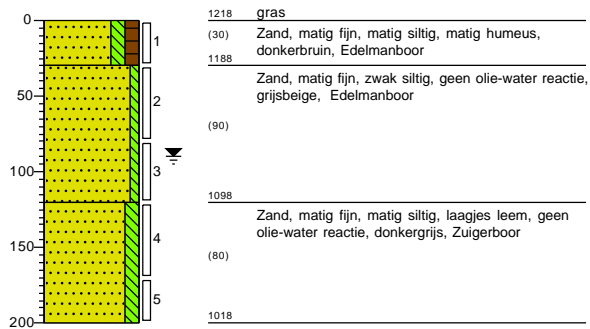 0
50
100
150
200
1
2
3
4
5
1218 gras
(30) Zand, matig fijn, matig siltig, matig humeus,
donkerbruin, Edelmanboor
1188
Zand, matig fijn, zwak siltig, geen olie-water reactie,
grijsbeige, Edelmanboor
(90)
1098
Zand, matig fijn, matig siltig, laagjes leem, geen
olie-water reactie, donkergrijs, Zuigerboor
(80)
1018